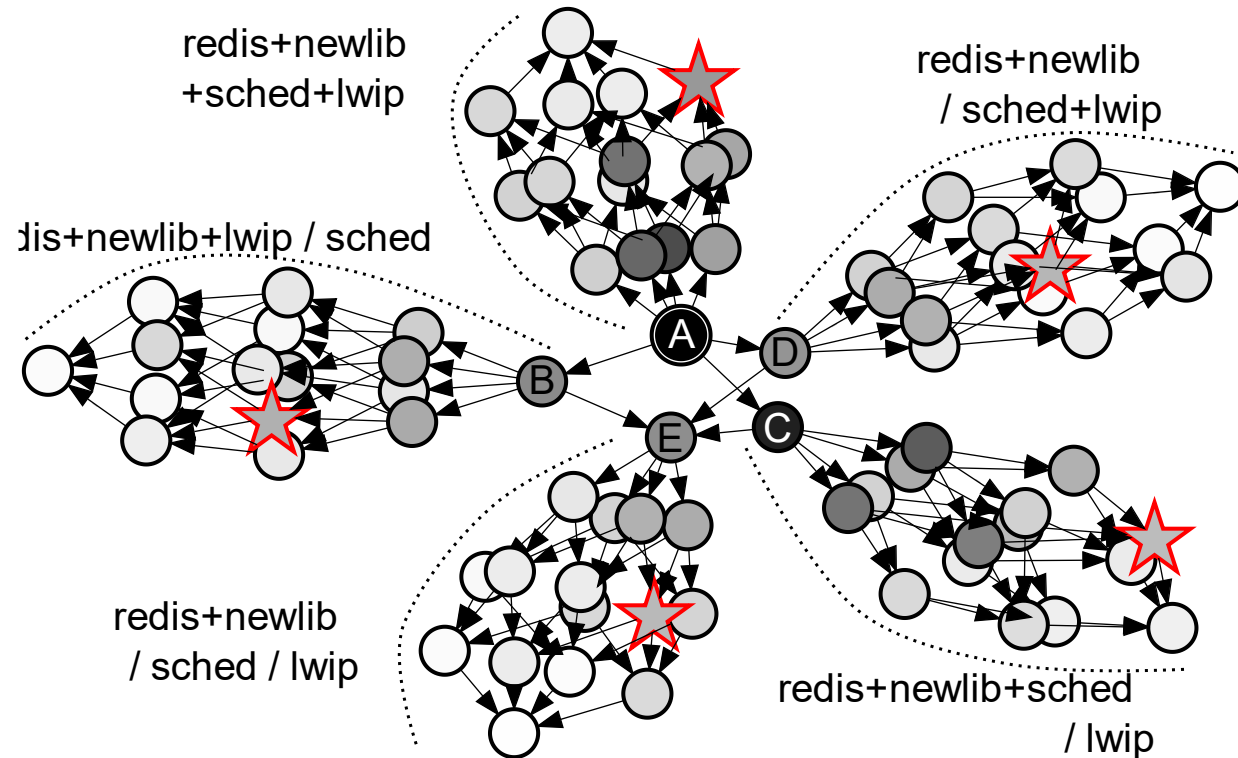 redis+newlib
+sched+lwip
redis+newlib
/ sched+lwip
dis+newlib+lwip / sched
A
D
B
C
E
redis+newlib
/ sched / lwip
redis+newlib+sched
/ lwip